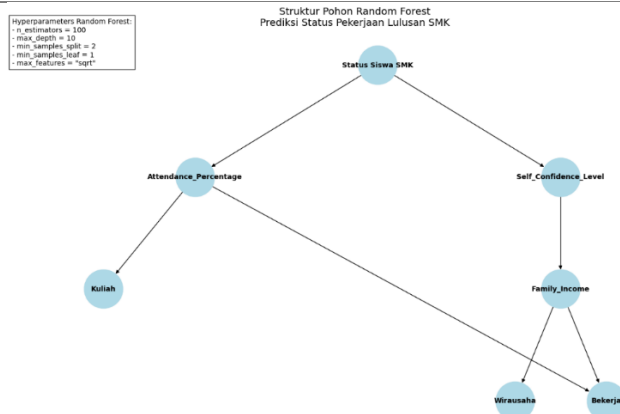 Struktur Pohon Random Forest
Prediksi Status Pekerjaan Lulusan SMK
Hyperparameters Random Forest:
- n_estimators = 100
- max_depth = 10
- min_samples_split = 2
- min_samples_leaf = 1
- max_features = "sqrt"
Status Siswa SMK
Attendance_Percentage
Self_Confidence_Level
Kuliah
Family_Income
Wirausaha
Bekerja